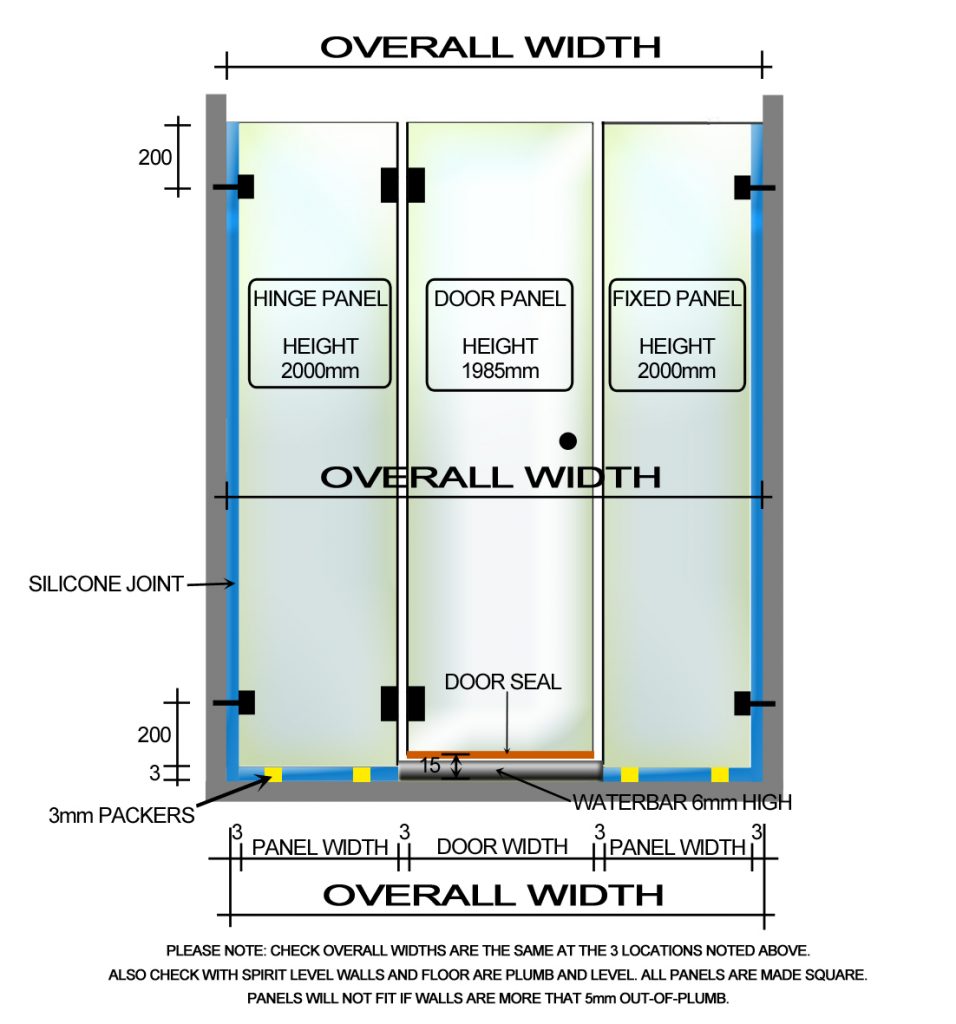 OVERALL WIDTH
200
HINGE PANEL
HEIGHT
2000mm
DOOR PANEL
HEIGHT
1985mm
FIXED PANEL
HEIGHT
2000mm
OVERALL WIDTH
SILICONE JOINT
DOOR SEAL
200
15
3
3mm PACKERS
WATERBAR 6mm HIGH
3 3 3 3
PANEL WIDTH DOOR WIDTH PANEL WIDTH
OVERALL WIDTH
PLEASE NOTE: CHECK OVERALL WIDTHS ARE THE SAME AT THE 3 LOCATIONS NOTED ABOVE.
ALSO CHECK WITH SPIRIT LEVEL WALLS AND FLOOR ARE PLUMB AND LEVEL. ALL PANELS ARE MADE SQUARE.
PANELS WILL NOT FIT IF WALLS ARE MORE THAT 5mm OUT-OF-PLUMB.